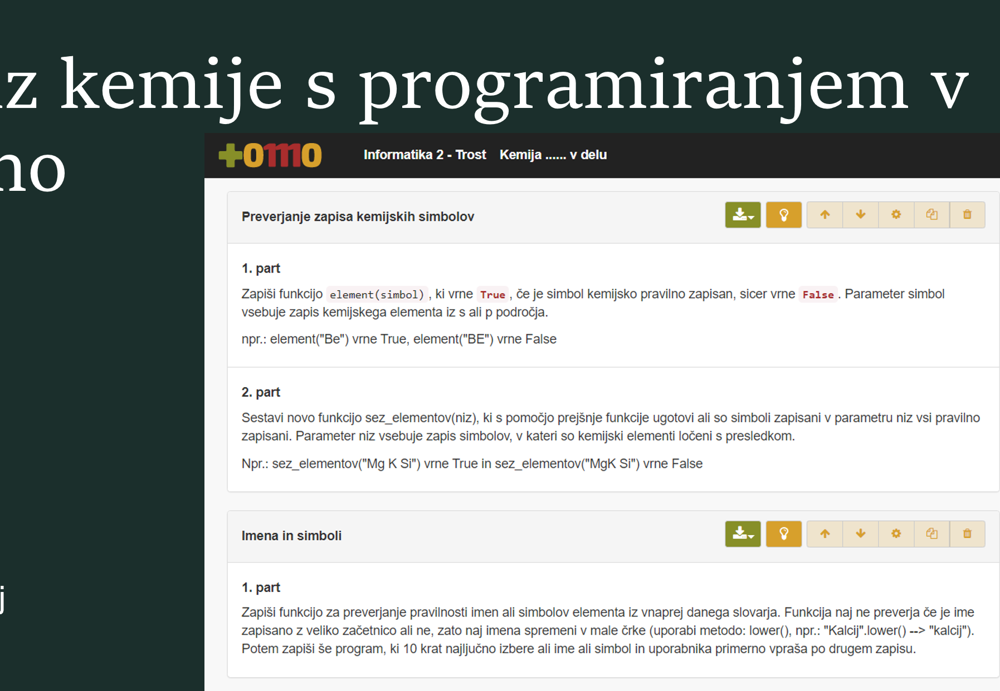 iz kemije s programiranjem v
no
+0110
Informatika 2 - Trost Kemija ...... v delu
Preverjanje zapisa kemijskih simbolov
1. part
Zapiši funkcijo element(simbol), ki vrne True, če je simbol kemijsko pravilno zapisan, sicer vrne False. Parameter simbol
vsebuje zapis kemijskega elementa iz s ali p področja.
npr.: element("Be") vrne True, element("BE") vrne False
2. part
Sestavi novo funkcijo sez_elementov(niz), ki s pomočjo prejšnje funkcije ugotovi ali so simboli zapisani v parametru niz vsi pravilno
zapisani. Parameter niz vsebuje zapis simbolov, v kateri so kemijski elementi ločeni s presledkom.
Npr.: sez_elementov("Mg K Si") vrne True in sez_elementov("MgK Si") vrne False
Imena in simboli
j
1. part
Zapiši funkcijo za preverjanje pravilnosti imen ali simbolov elementa iz vnaprej danega slovarja. Funkcija naj ne preverja če je ime
zapisano z veliko začetnico ali ne, zato naj imena spremeni v male črke (uporabi metodo: lower(), npr.: "Kalcij".lower() --> "kalcij").
Potem zapiši še program, ki 10 krat najljučno izbere ali ime ali simbol in uporabnika primerno vpraša po drugem zapisu.